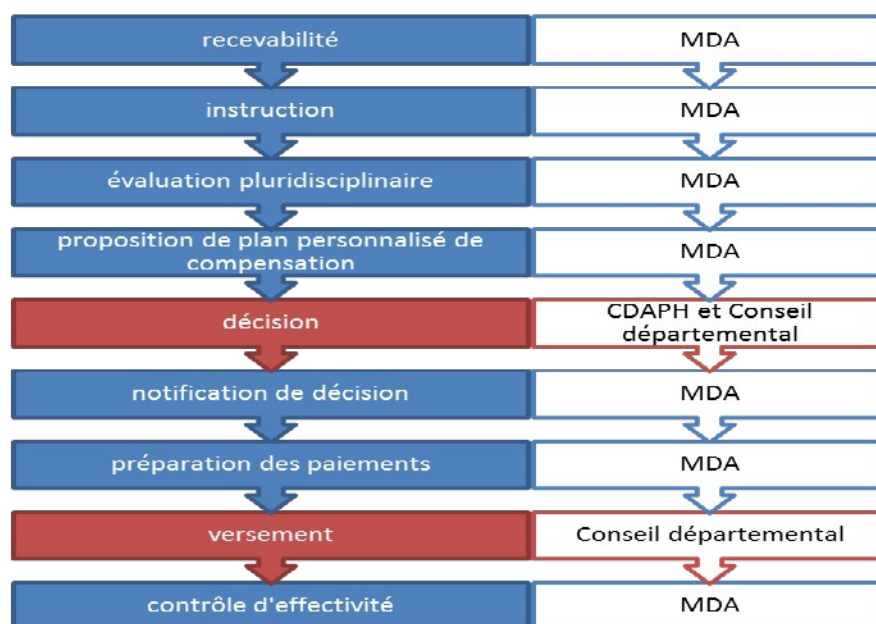 recevabilité MDA
instruction MDA
évaluation pluridisciplinaire MDA
proposition de plan personnalisé de
compensation MDA
décision CDAPH et Conseil
départemental
notification de décision MDA
préparation des paiements MDA
versement Conseil départemental
contrôle d'effectivité MDA